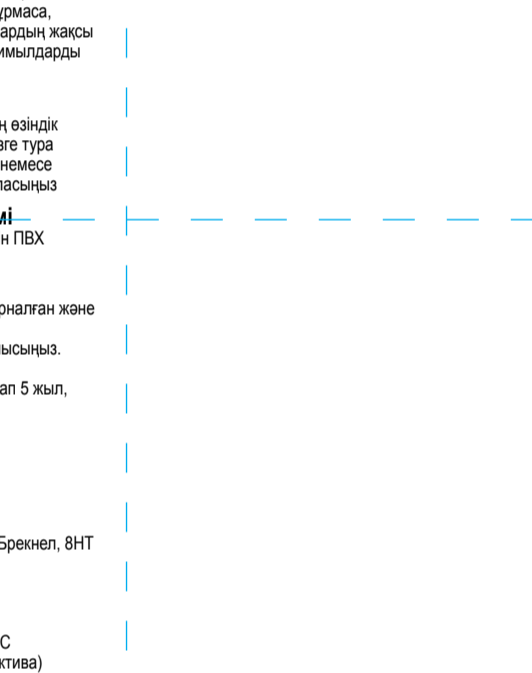 ұрмаса,
ардың жақсы
имылдарды
ң өзіндік
зге тура
немесе
ласыңыз
мі
н ПВХ
рналған және
ысыңыз.
ап 5 жыл,
Брекнел, 8НТ
С
ктива)